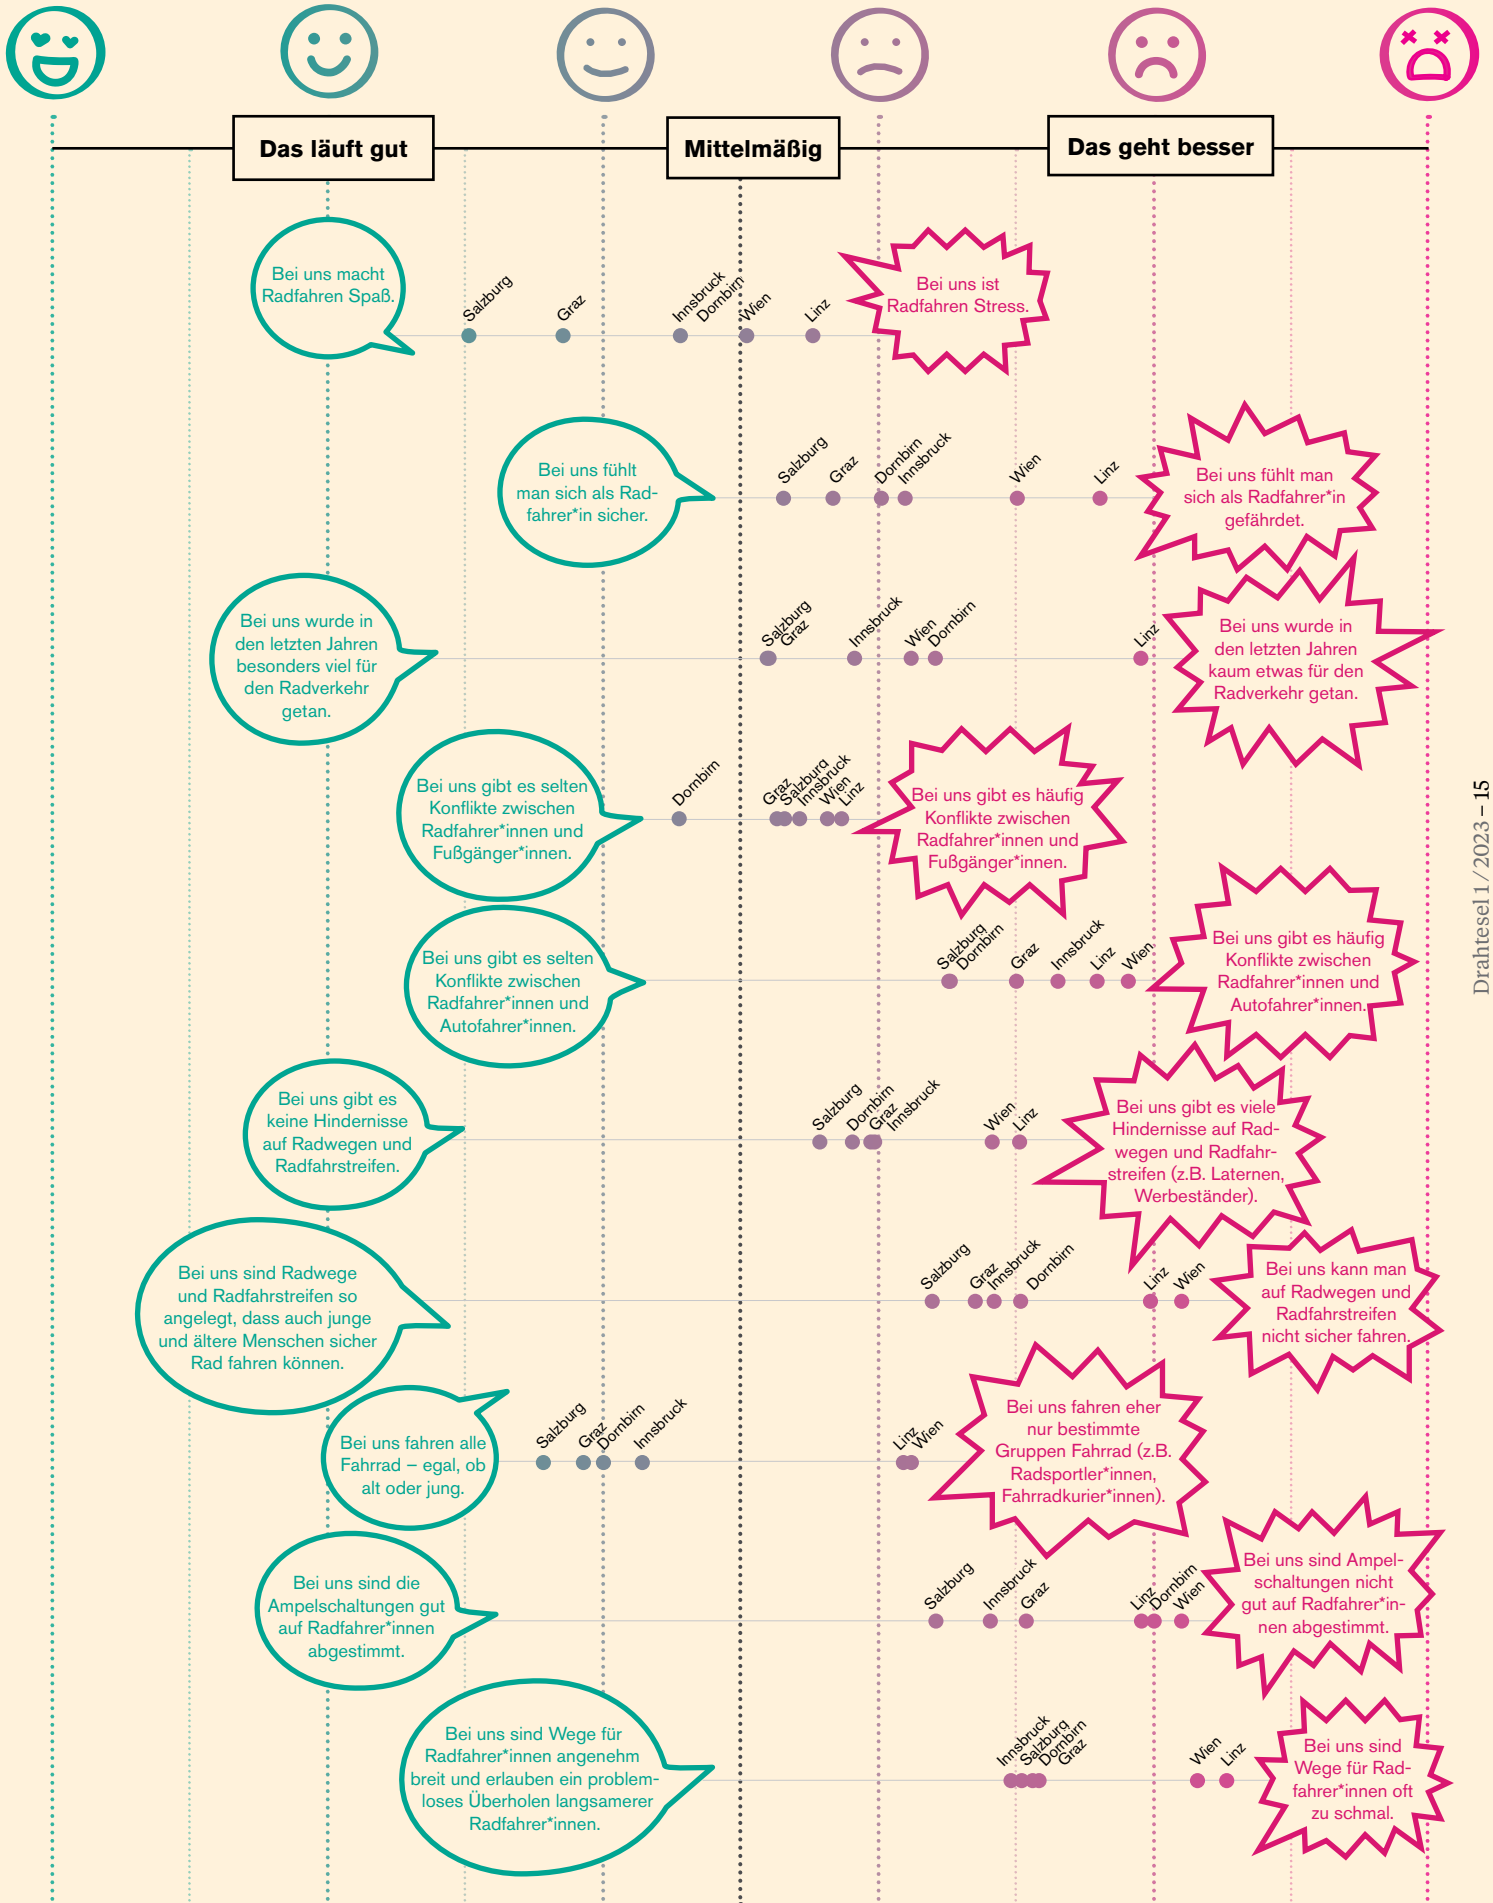 Das läuft gut
Mittelmäßig
Das geht besser
Bei uns macht
Radfahren Spaß.
Salzburg
Graz
Innsbruck
Dornbirn
Wien
Linz
Bei uns ist
Radfahren Stress.
Bei uns fühlt
man sich als Rad-
fahrer*in sicher.
Salzburg
Graz
Dornbirn
Innsbruck
Wien
Linz
Bei uns fühlt man
sich als Radfahrer*in
gefährdet.
Bei uns wurde in
den letzten Jahren
besonders viel für
den Radverkehr
getan.
Salzburg
Graz
Innsbruck
Wien
Dornbirn
Linz
Bei uns wurde in
den letzten Jahren
kaum etwas für den
Radverkehr getan.
Bei uns gibt es selten
Konflikte zwischen
Radfahrer*innen und
Fußgänger*innen.
Dornbirn
Graz
Salzburg
Innsbruck
Wien
Linz
Bei uns gibt es häufig
Konflikte zwischen
Radfahrer*innen und
Fußgänger*innen.
Bei uns gibt es selten
Konflikte zwischen
Radfahrer*innen und
Autofahrer*innen.
Salzburg
Dornbirn
Graz
Innsbruck
Linz
Wien
Bei uns gibt es häufig
Konflikte zwischen
Radfahrer*innen und
Autofahrer*innen.
Bei uns gibt es
keine Hindernisse
auf Radwegen und
Radfahrstreifen.
Salzburg
Dornbirn
Graz
Innsbruck
Wien
Linz
Bei uns gibt es viele
Hindernisse auf Rad-
wegen und Radfahr-
streifen (z.B. Laternen,
Werbeständer).
Bei uns sind Radwege
und Radfahrstreifen so
angelegt, dass auch junge
und ältere Menschen sicher
Rad fahren können.
Salzburg
Graz
Innsbruck
Dornbirn
Linz
Wien
Bei uns kann man
auf Radwegen und
Radfahrstreifen
nicht sicher fahren.
Bei uns fahren alle
Fahrrad – egal, ob
alt oder jung.
Salzburg
Graz
Dornbirn
Innsbruck
Linz
Wien
Bei uns fahren eher
nur bestimmte
Gruppen Fahrrad (z.B.
Radsportler*innen,
Fahrradkurier*innen).
Bei uns sind die
Ampelschaltungen gut
auf Radfahrer*innen
abgestimmt.
Salzburg
Innsbruck
Graz
Linz
Dornbirn
Wien
Bei uns sind Ampel-
schaltungen nicht
gut auf Radfahrer*in-
nen abgestimmt.
Bei uns sind Wege für
Radfahrer*innen angenehm
breit und erlauben ein problem-
loses Überholen langsamerer
Radfahrer*innen.
Innsbruck
Salzburg
Dornbirn
Graz
Wien
Linz
Bei uns sind
Wege für Rad-
fahrer*innen oft
zu schmal.
Drahtesel 1 / 2023 – 15